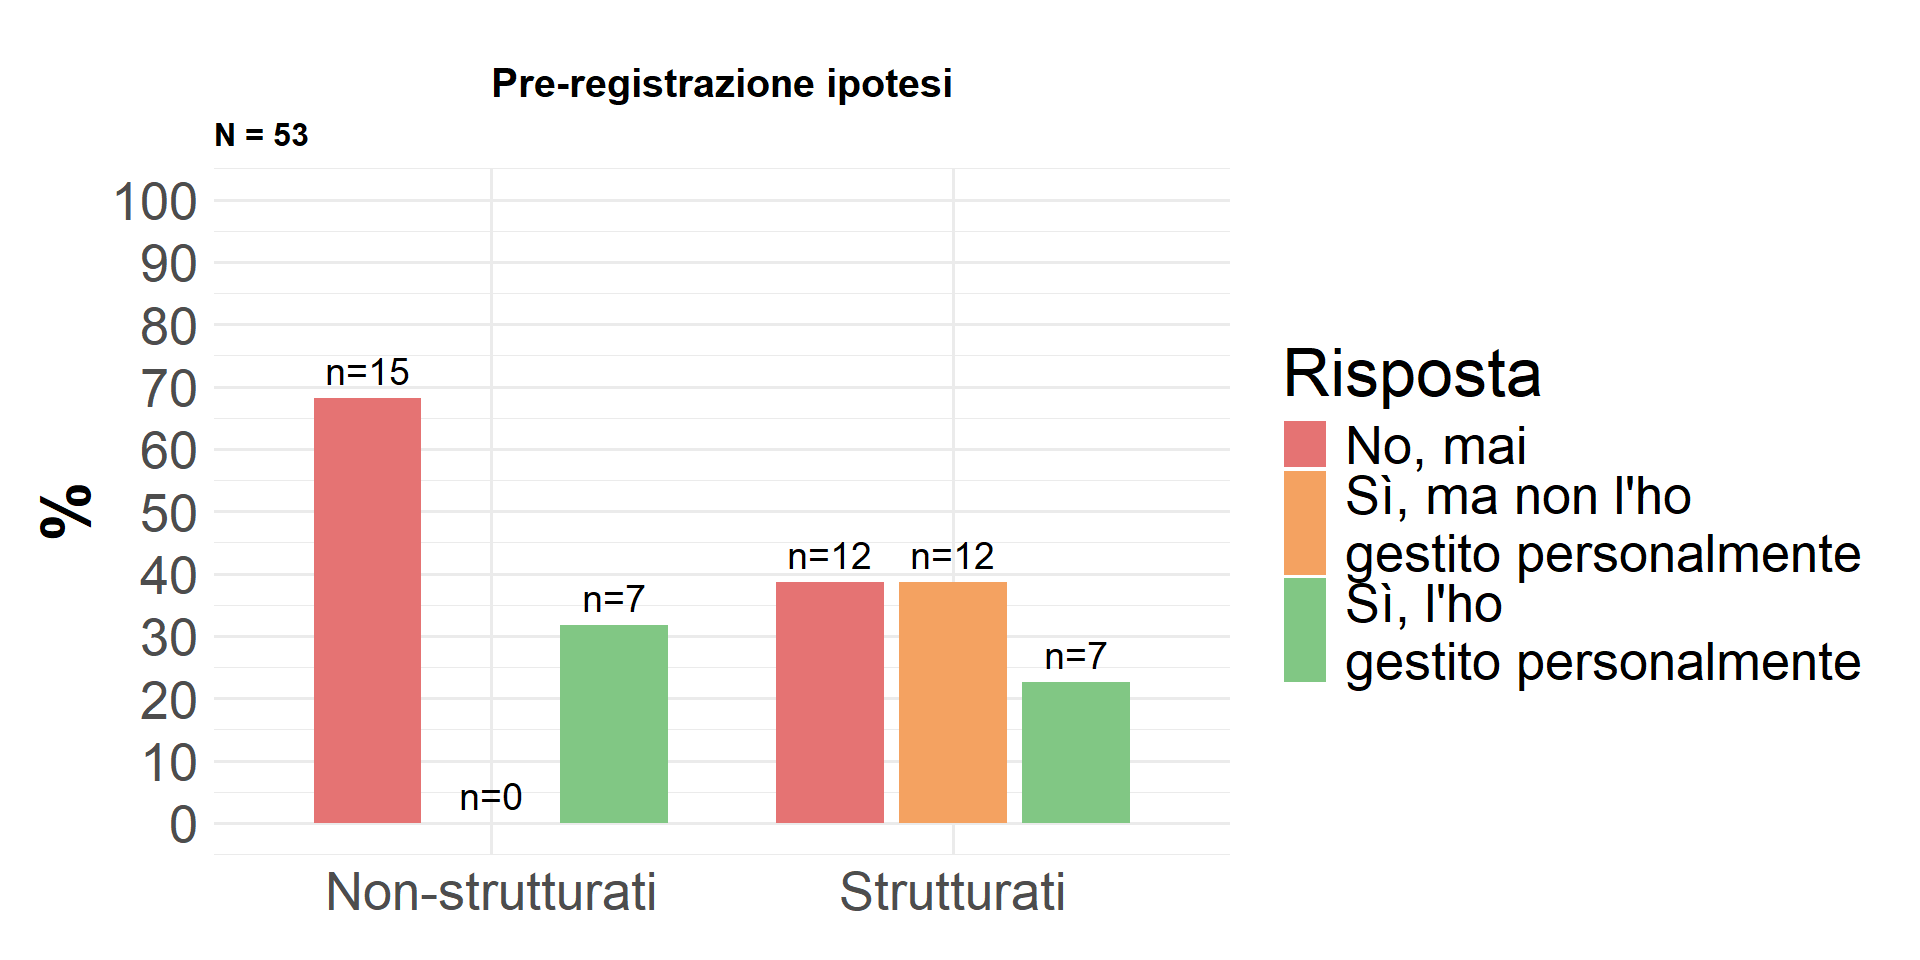 Pre-registrazione ipotesi
N = 53
%
100
90
80
70
60
50
40
30
20
10
0
n=15
n=0
n=7
n=12
n=12
n=7
Non-strutturati
Strutturati
Risposta
No, mai
Sì, ma non l'ho
gestito personalmente
Sì, l'ho
gestito personalmente